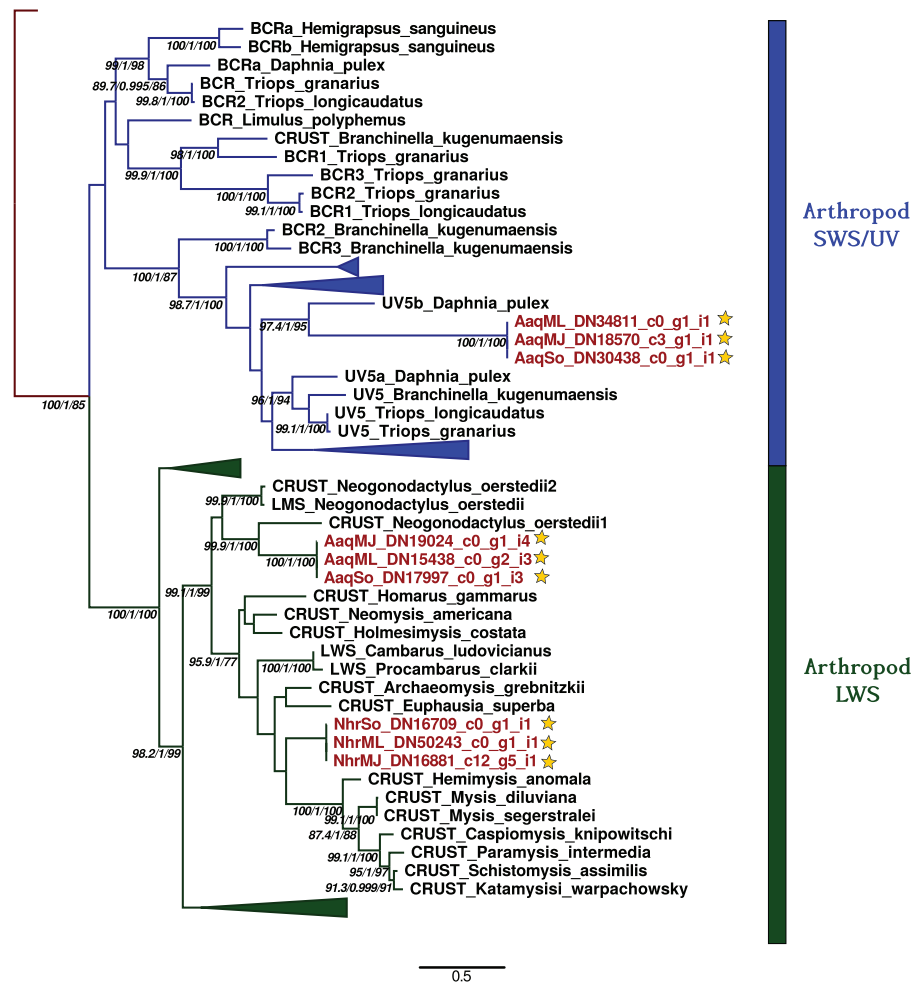 BCRa_Hemigrapsus_sanguineus
100/1/100
BCRb_Hemigrapsus_sanguineus
99/1/98
BCRa_Daphnia_pulex
89.7/0.995/86
BCR_Triops_granarius
99.8/1/100
BCR2_Triops_longicaudatus
BCR_Limulus_polyphemus
CRUST_Branchinella_kugenumaensis
98/1/100
BCR1_Triops_granarius
99.9/1/100
BCR3_Triops_granarius
100/1/100
BCR2_Triops_granarius
99.1/1/100
BCR1_Triops_longicaudatus
Arthropod
SWS/UV
BCR2_Branchinella_kugenumaensis
100/1/100
BCR3_Branchinella_kugenumaensis
100/1/87
98.7/1/100
UV5b_Daphnia_pulex
97.4/1/95
AaqML_DN34811_c0_g1_i1
100/1/100
AaqMJ_DN18570_c3_g1_i1
AaqSo_DN30438_c0_g1_i1
UV5a_Daphnia_pulex
96/1/94
UV5_Branchinella_kugenumaensis
100/1/85
UV5_Triops_longicaudatus
99.1/1/100
UV5_Triops_granarius
CRUST_Neogonodactylus_oerstedii2
99.9/1/100
LMS_Neogonodactylus_oerstedii
CRUST_Neogonodactylus_oerstedii1
99.9/1/100
AaqMJ_DN19024_c0_g1_i4
100/1/100
AaqML_DN15438_c0_g2_i3
AaqSo_DN17997_c0_g1_i3
99.1/1/99
CRUST_Homarus_gammarus
100/1/100
CRUST_Neomysis_americana
CRUST_Holmesimysis_costata
95.9/1/77
LWS_Cambarus_ludovicianus
100/1/100
LWS_Procambarus_clarkii
Arthropod
LWS
CRUST_Archaeomysis_grebnitzkii
CRUST_Euphausia_superba
NhrSo_DN16709_c0_g1_i1
NhrML_DN50243_c0_g1_i1
98.2/1/99
NhrMJ_DN16881_c12_g5_i1
CRUST_Hemimysis_anomala
100/1/100
CRUST_Mysis_diluviana
99.1/1/100
CRUST_Mysis_segerstralei
87.4/1/88
CRUST_Caspiomysis_knipowitschi
99.1/1/100
CRUST_Paramysis_intermedia
95/1/97
CRUST_Schistomysis_assimilis
91.3/0.999/91
CRUST_Katamysisi_warpachowsky
0.5